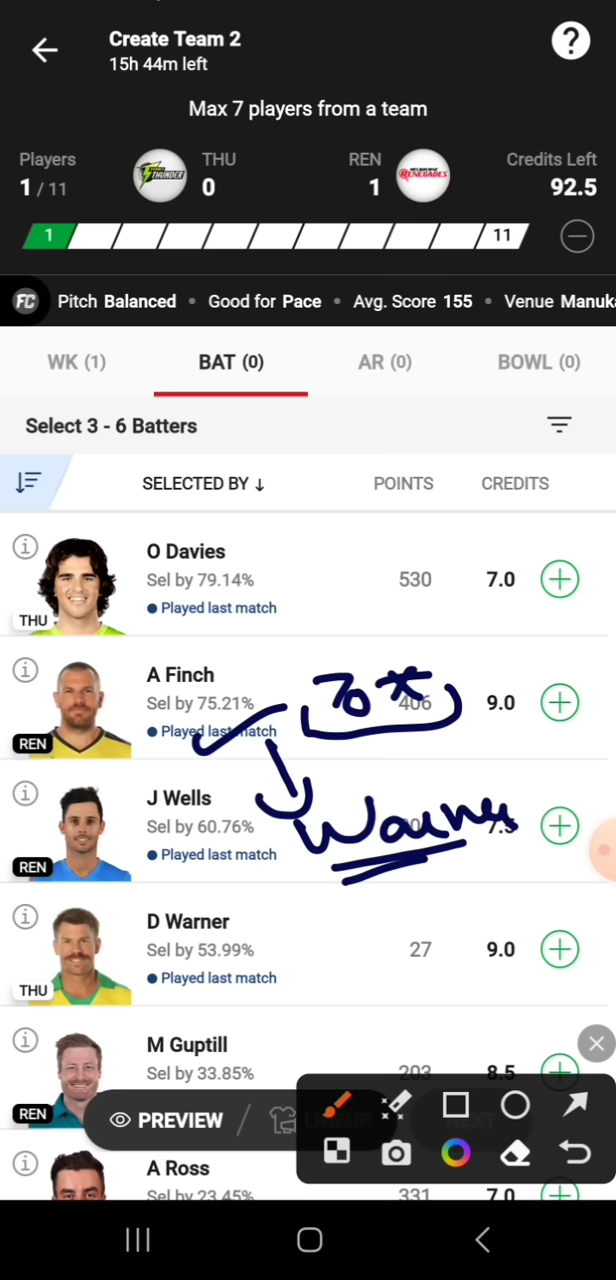 Create Team 2
15h 44m left
?
Max 7 players from a team
Players THU REN Credits Left
1 / 11 THUNDER 0 1 RENEGADES 92.5
1 11
FC Pitch Balanced • Good for Pace • Avg. Score 155 • Venue Manuka
WK (1) BAT (0) AR (0) BOWL (0)
Select 3 - 6 Batters
SELECTED BY ↓ POINTS CREDITS
O Davies
Sel by 79.14% 530 7.0
THU • Played last match
A Finch 70*
Sel by 75.21% 406 9.0
REN • Played last match
J Wells
Sel by 60.76% Warner 7.5
REN • Played last match
D Warner
Sel by 53.99% 27 9.0
THU • Played last match
M Guptill
Sel by 33.85% 203 8.5
REN PREVIEW / LINEUP NEXT
A Ross
Sel by 23.45% 331 7.0